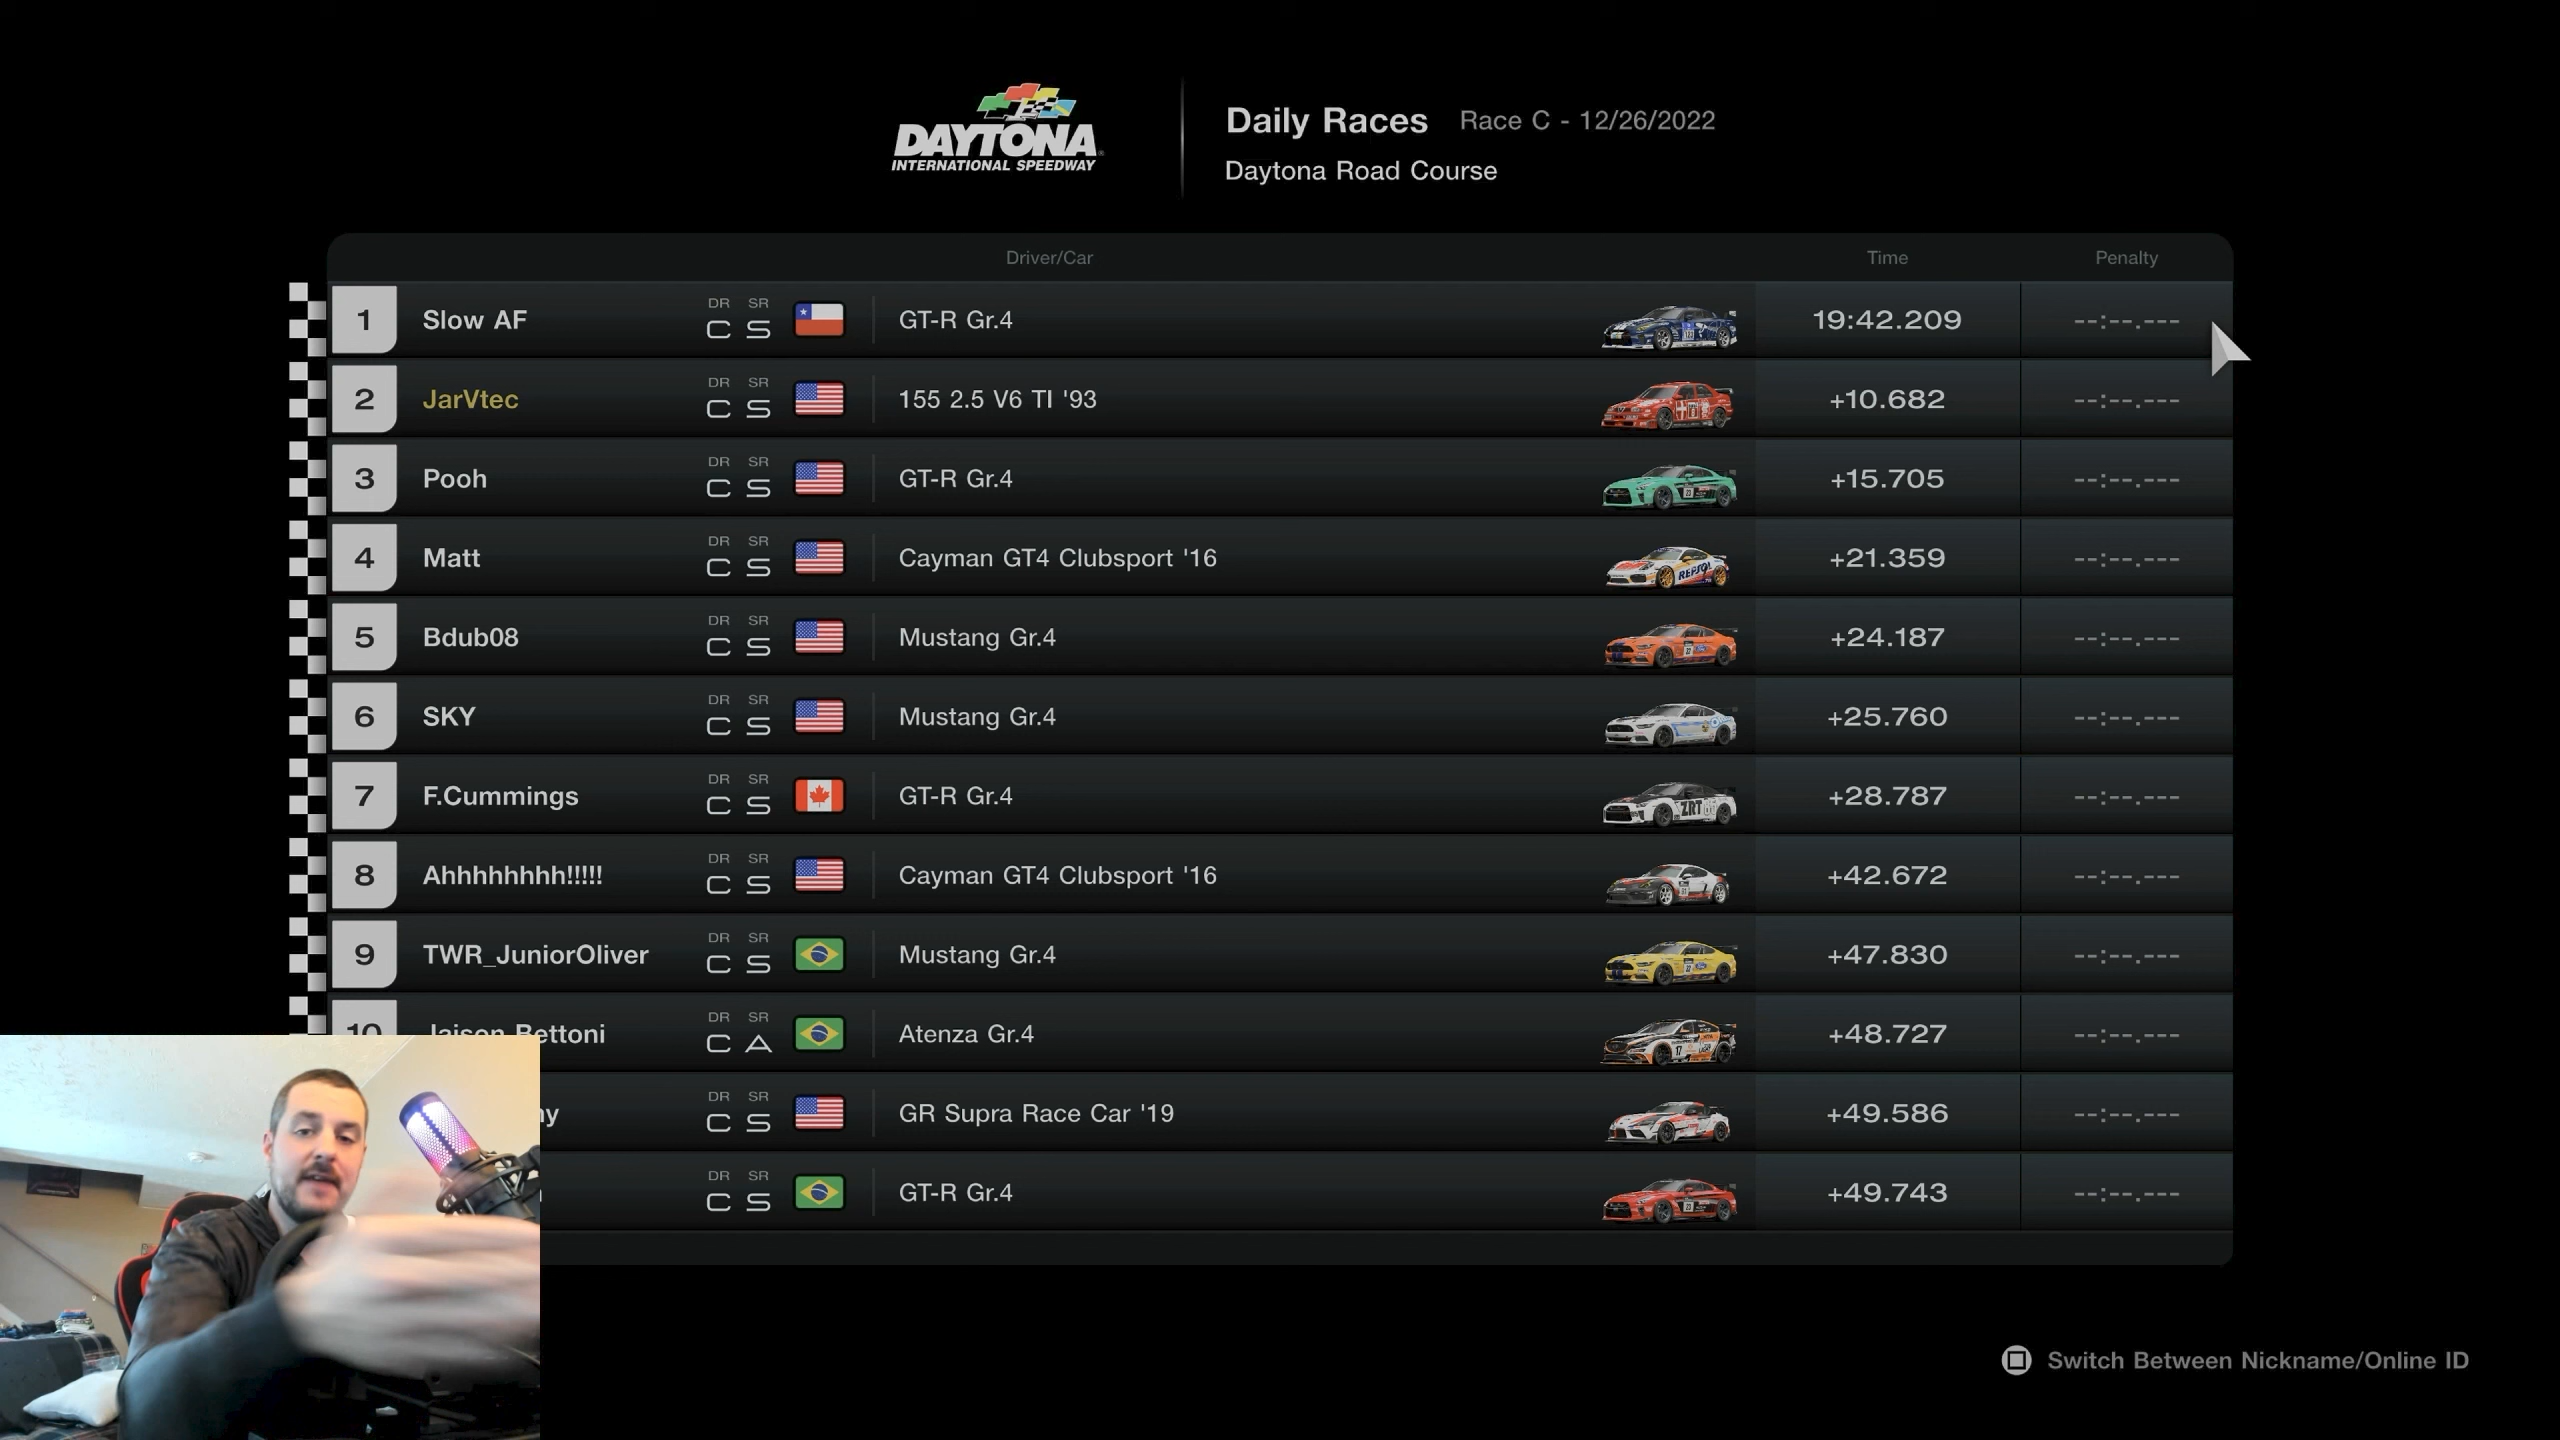 DAYTONA
INTERNATIONAL SPEEDWAY
Daily Races Race C - 12/26/2022
Daytona Road Course
Driver/Car Time Penalty
1 Slow AF DR C SR S GT-R Gr.4 19:42.209 --:--.---
2 JarVtec DR C SR S 155 2.5 V6 TI '93 +10.682 --:--.---
3 Pooh DR C SR S GT-R Gr.4 +15.705 --:--.---
4 Matt DR C SR S Cayman GT4 Clubsport '16 REPSOL +21.359 --:--.---
5 Bdub08 DR C SR S Mustang Gr.4 +24.187 --:--.---
6 SKY DR C SR S Mustang Gr.4 +25.760 --:--.---
7 F.Cummings DR C SR S GT-R Gr.4 ZRT +28.787 --:--.---
8 Ahhhhhhhh!!!!! DR C SR S Cayman GT4 Clubsport '16 +42.672 --:--.---
9 TWR_JuniorOliver DR C SR S Mustang Gr.4 +47.830 --:--.---
10 Bettoni DR C SR A Atenza Gr.4 +48.727 --:--.---
DR C SR S GR Supra Race Car '19 +49.586 --:--.---
DR C SR S GT-R Gr.4 +49.743 --:--.---
Switch Between Nickname/Online ID